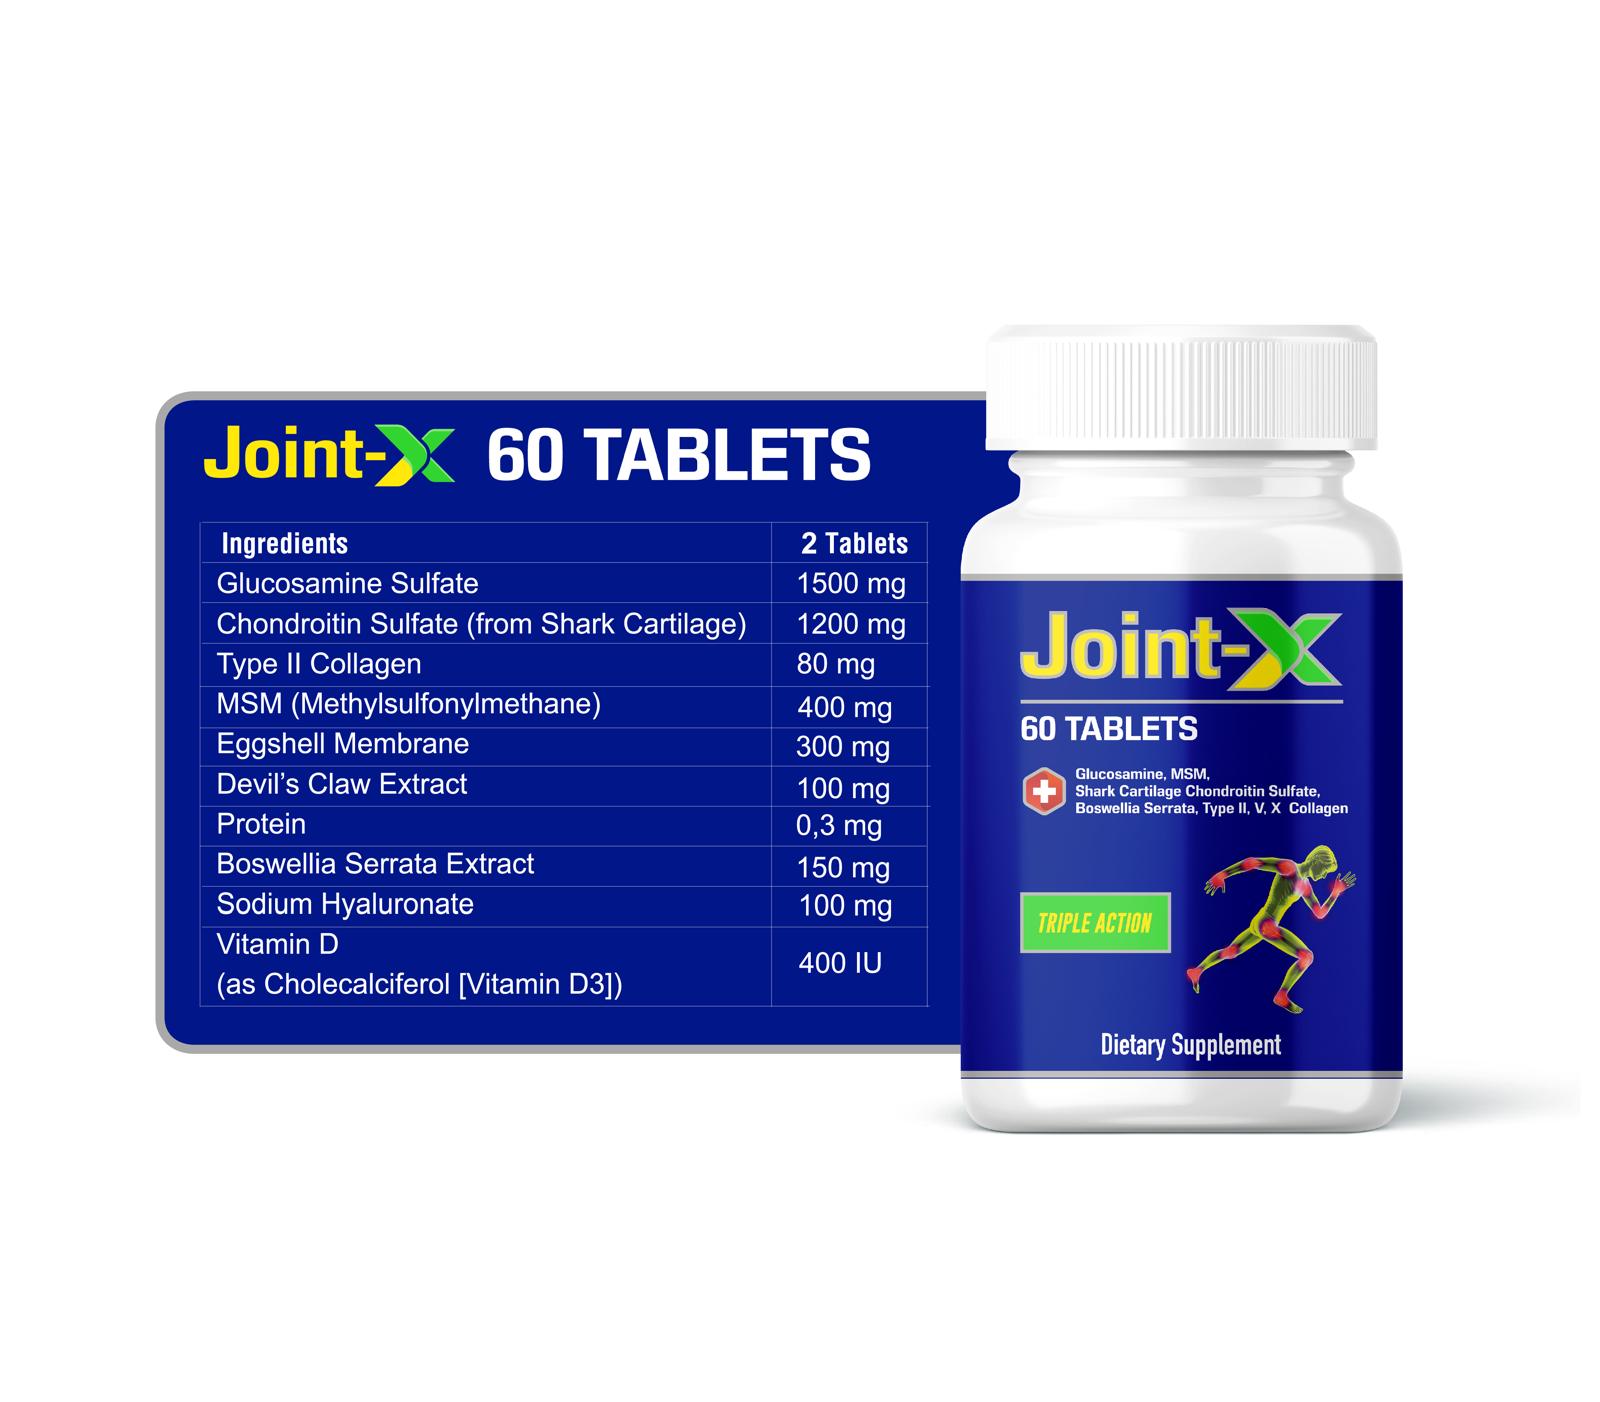 Joint-X 60 TABLETS
Ingredients 2 Tablets
Glucosamine Sulfate 1500 mg
Chondroitin Sulfate (from Shark Cartilage) 1200 mg
Type II Collagen 80 mg
MSM (Methylsulfonylmethane) 400 mg
Eggshell Membrane 300 mg
Devil’s Claw Extract 100 mg
Protein 0,3 mg
Boswellia Serrata Extract 150 mg
Sodium Hyaluronate 100 mg
Vitamin D
(as Cholecalciferol [Vitamin D3]) 400 IU
Joint-X
60 TABLETS
Glucosamine, MSM,
Shark Cartilage Chondroitin Sulfate,
Boswellia Serrata, Type II, V, X Collagen
TRIPLE ACTION
Dietary Supplement